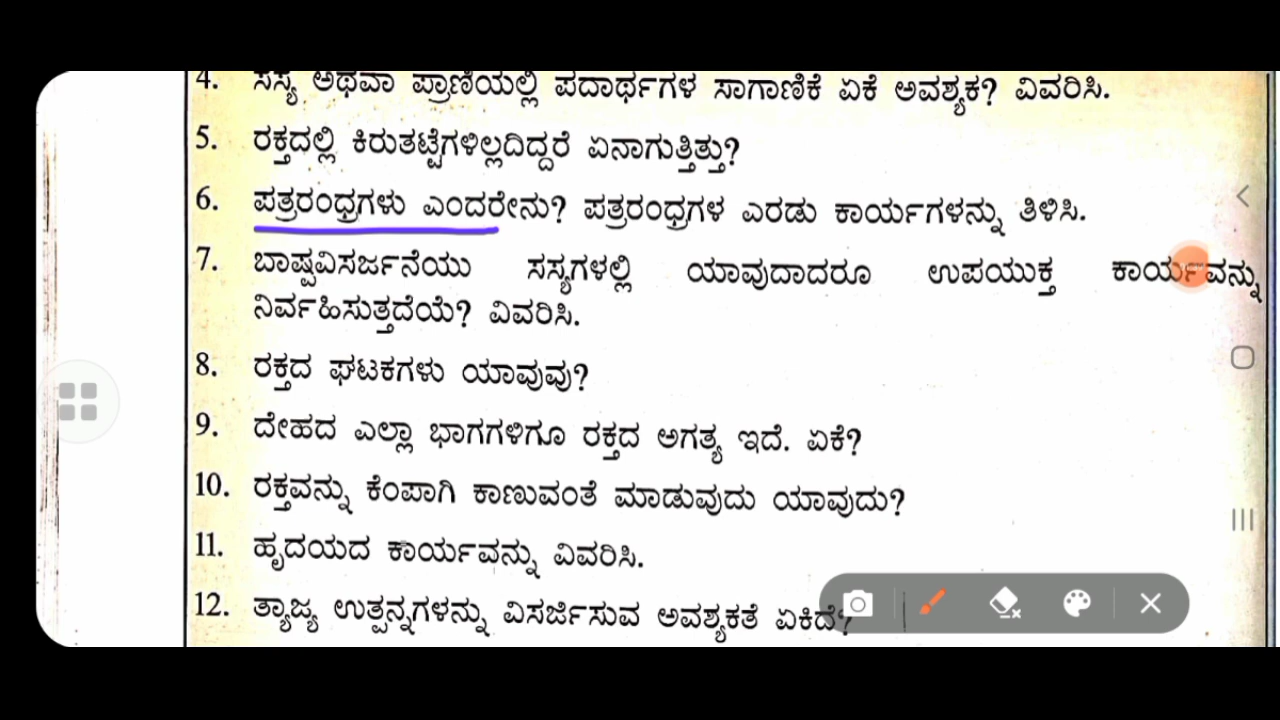 4. ಸಸ್ಯ ಅಥವಾ ಪ್ರಾಣಿಯಲ್ಲಿ ಪದಾರ್ಥಗಳ ಸಾಗಾಣಿಕೆ ಏಕೆ ಅವಶ್ಯಕ? ವಿವರಿಸಿ.
5. ರಕ್ತದಲ್ಲಿ ಕಿರುತಟ್ಟೆಗಳಿಲ್ಲದಿದ್ದರೆ ಏನಾಗುತ್ತಿತ್ತು?
6. ಪತ್ರರಂಧ್ರಗಳು ಎಂದರೇನು? ಪತ್ರರಂಧ್ರಗಳ ಎರಡು ಕಾರ್ಯಗಳನ್ನು ತಿಳಿಸಿ.
7. ಬಾಷ್ಪವಿಸರ್ಜನೆಯು ಸಸ್ಯಗಳಲ್ಲಿ ಯಾವುದಾದರೂ ಉಪಯುಕ್ತ ಕಾರ್ಯವನ್ನು
ನಿರ್ವಹಿಸುತ್ತದೆಯೆ? ವಿವರಿಸಿ.
8. ರಕ್ತದ ಘಟಕಗಳು ಯಾವುವು?
9. ದೇಹದ ಎಲ್ಲಾ ಭಾಗಗಳಿಗೂ ರಕ್ತದ ಅಗತ್ಯ ಇದೆ. ಏಕೆ?
10. ರಕ್ತವನ್ನು ಕೆಂಪಾಗಿ ಕಾಣುವಂತೆ ಮಾಡುವುದು ಯಾವುದು?
11. ಹೃದಯದ ಕಾರ್ಯವನ್ನು ವಿವರಿಸಿ.
12. ತ್ಯಾಜ್ಯ ಉತ್ಪನ್ನಗಳನ್ನು ವಿಸರ್ಜಿಸುವ ಅವಶ್ಯಕತೆ ಏಕಿದೆ?